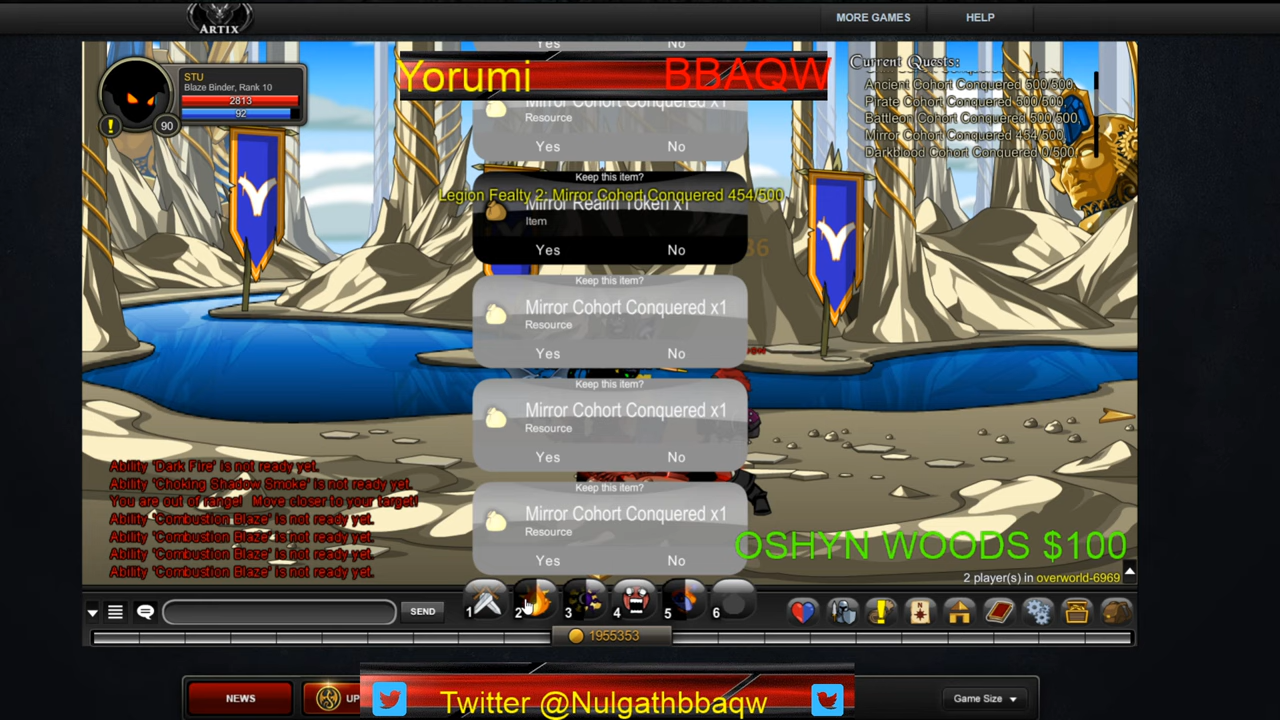 ARTIX
MORE GAMES
HELP
Yes No
Yorumi BBAQW
Current Quests:
Ancient Cohort Conquered 500/500,
Pirate Cohort Conquered 500/500,
Battleon Cohort Conquered 500/500,
Mirror Cohort Conquered 454/500,
Darkblood Cohort Conquered 0/500
STU
Blaze Binder, Rank 10
2813
92
90
Mirror Cohort Conquered x1
Resource
Yes No
Keep this item?
Legion Fealty 2: Mirror Cohort Conquered 454/500
Mirror Realm Token x1
Item
Yes No
Keep this item?
Mirror Cohort Conquered x1
Resource
Yes No
Keep this item?
Mirror Cohort Conquered x1
Resource
Yes No
Keep this item?
Mirror Cohort Conquered x1
Resource
Yes No
Ability 'Dark Fire' is not ready yet.
Ability 'Choking Shadow Smoke' is not ready yet.
You are out of range! Move closer to your target!
Ability 'Combustion Blaze' is not ready yet.
Ability 'Combustion Blaze' is not ready yet.
Ability 'Combustion Blaze' is not ready yet.
Ability 'Combustion Blaze' is not ready yet.
OSHYN WOODS $100
2 player(s) in overworld-6969
SEND
1 2 3 4 5 6
1955353
NEWS
UP
Twitter @Nulgathbbaqw
Game Size